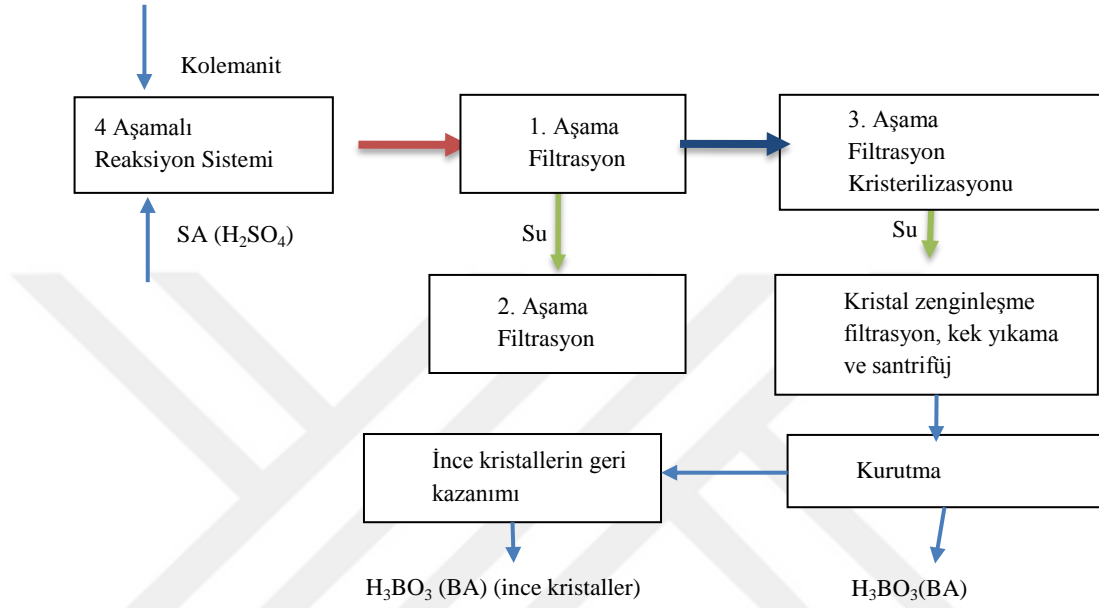 Kolemanit
4 Aşamalı
Reaksiyon Sistemi
SA (H₂SO₄)
1. Aşama
Filtrasyon
3. Aşama
Filtrasyon
Kristerilizasyonu
Su
Su
2. Aşama
Filtrasyon
Kristal zenginleşme
filtrasyon, kek yıkama
ve santrifüj
İnce kristallerin geri
kazanımı
Kurutma
H₃BO₃ (BA) (ince kristaller)
H₃BO₃(BA)